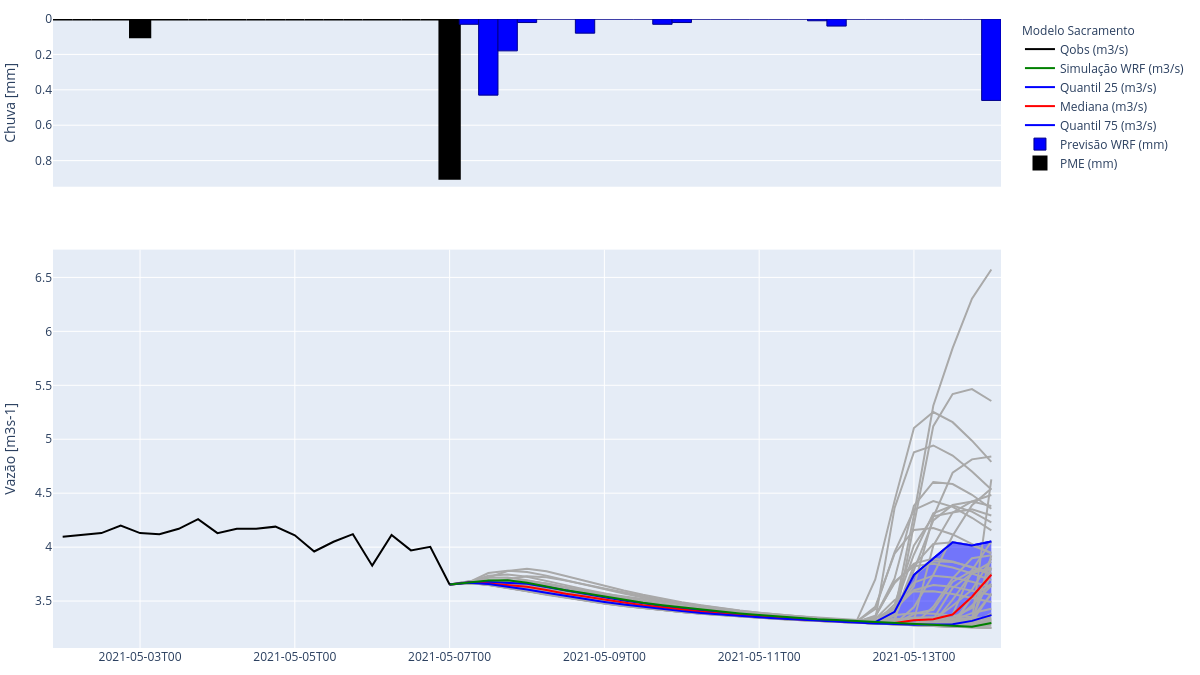 0
0.2
0.4
0.6
0.8
Chuva [mm]
Modelo Sacramento
Qobs (m3/s)
Simulação WRF (m3/s)
Quantil 25 (m3/s)
Mediana (m3/s)
Quantil 75 (m3/s)
Previsão WRF (mm)
PME (mm)
6.5
6
5.5
5
4.5
4
3.5
Vazão [m3s-1]
2021-05-03T00
2021-05-05T00
2021-05-07T00
2021-05-09T00
2021-05-11T00
2021-05-13T00